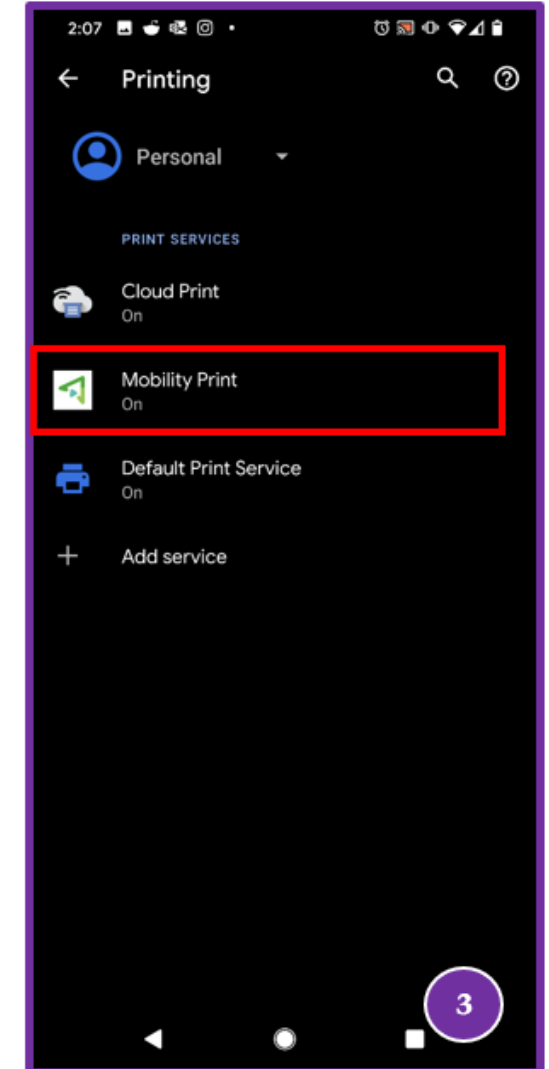 2:07
Printing
Personal
PRINT SERVICES
Cloud Print
On
Mobility Print
On
Default Print Service
On
Add service
3